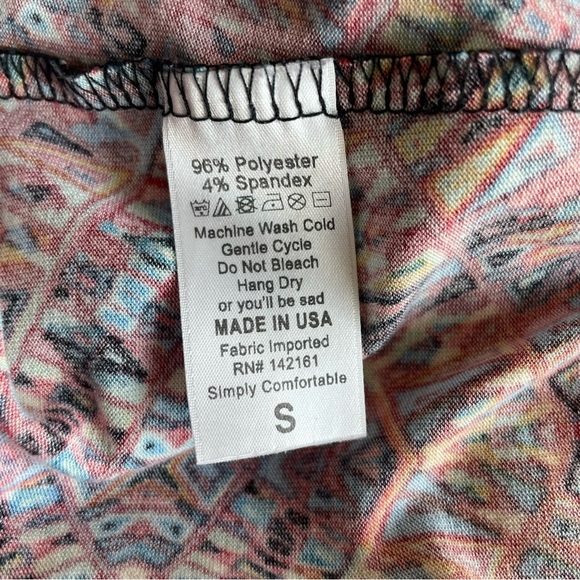 96% Polyester
4% Spandex
Machine Wash Cold
Gentle Cycle
Do Not Bleach
Hang Dry
or you'll be sad
MADE IN USA
Fabric Imported
RN# 142161
Simply Comfortable
S